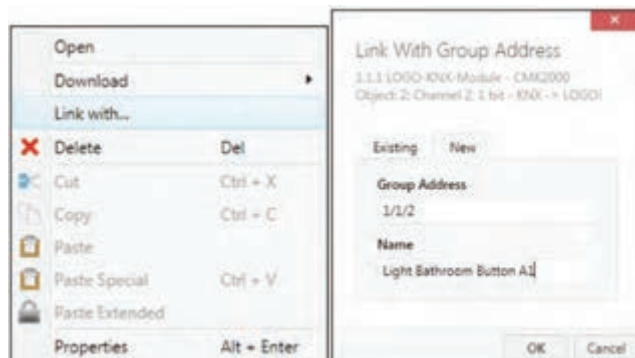 Open
Download
Link with...
Delete Del
Cut Ctrl + X
Copy Ctrl + C
Paste
Paste Special Ctrl + V
Paste Extended
Properties Alt + Enter
Link With Group Address
1.1.1 LOGO-KNX-Module - CMK2000
Object: 2: Channel 2: 1 bit - KNX -> LOGO!
Existing New
Group Address
1/1/2
Name
Light Bathroom Button A1
OK Cancel